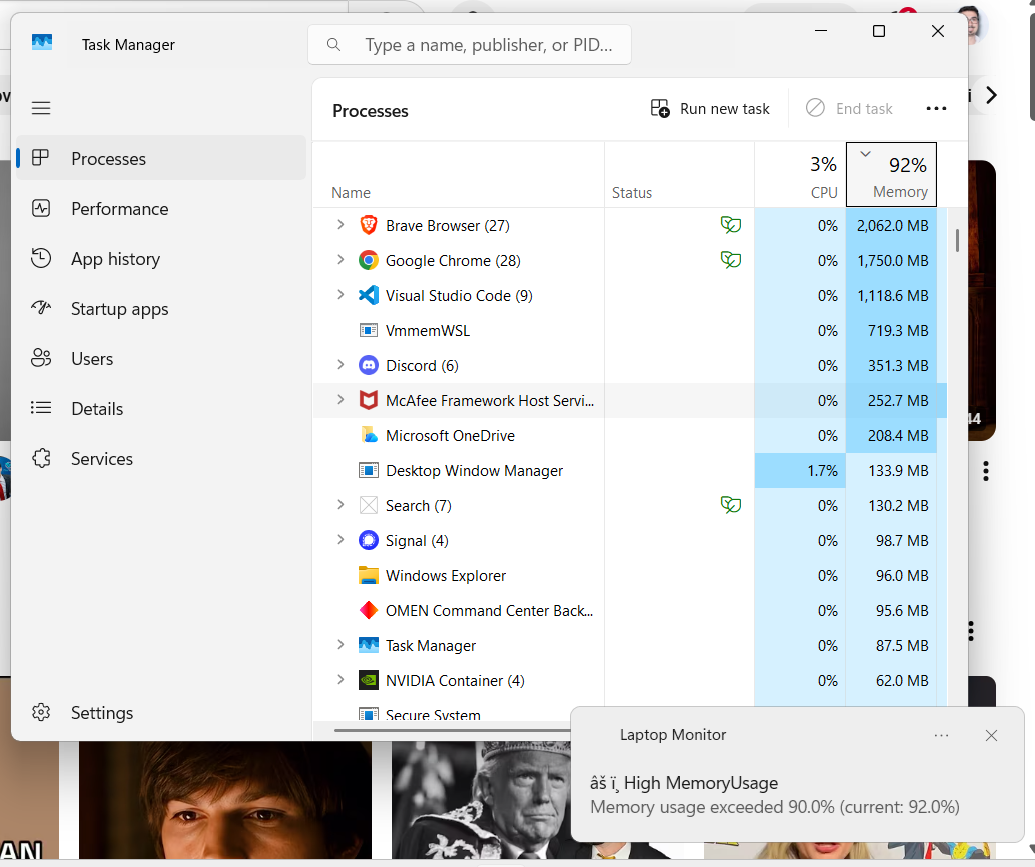 Task Manager
Type a name, publisher, or PID...
Processes
Run new task
End task
Processes
Performance
App history
Startup apps
Users
Details
Services
Settings
3%
92%
Name
Status
CPU
Memory
Brave Browser (27) 0% 2,062.0 MB
Google Chrome (28) 0% 1,750.0 MB
Visual Studio Code (9) 0% 1,118.6 MB
VmmemWSL 0% 719.3 MB
Discord (6) 0% 351.3 MB
McAfee Framework Host Servi... 0% 252.7 MB
Microsoft OneDrive 0% 208.4 MB
Desktop Window Manager 1.7% 133.9 MB
Search (7) 0% 130.2 MB
Signal (4) 0% 98.7 MB
Windows Explorer 0% 96.0 MB
OMEN Command Center Back... 0% 95.6 MB
Task Manager 0% 87.5 MB
NVIDIA Container (4) 0% 62.0 MB
Secure System
Laptop Monitor
âš ï¸ High MemoryUsage
Memory usage exceeded 90.0% (current: 92.0%)
44
AN